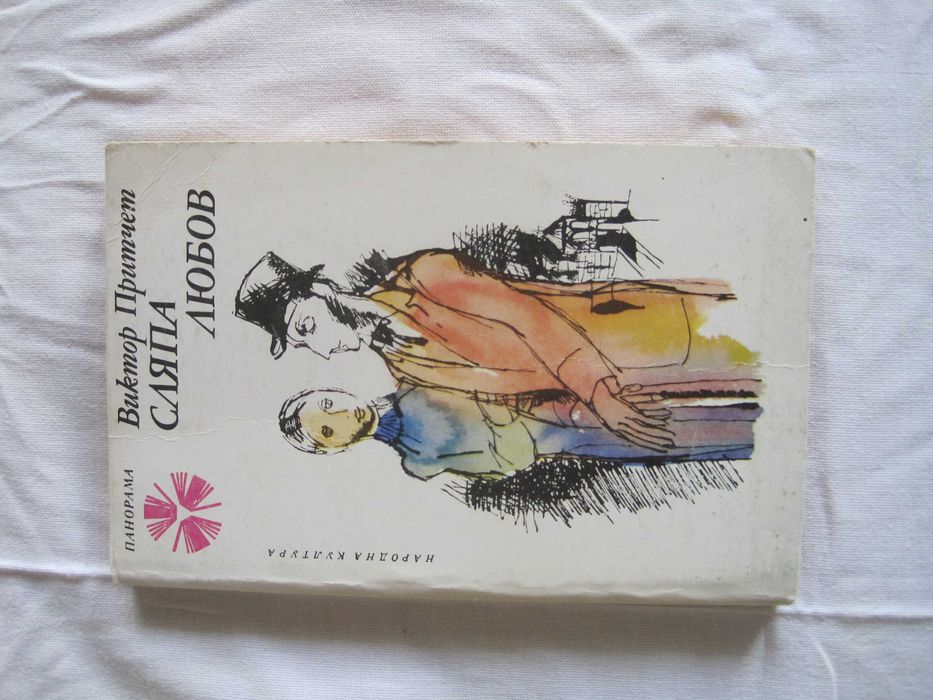 ПАНОРАМА
Виктор Притчет
СЛЯПА
ЛЮБОВ
НАРОДНА КУЛТУРА